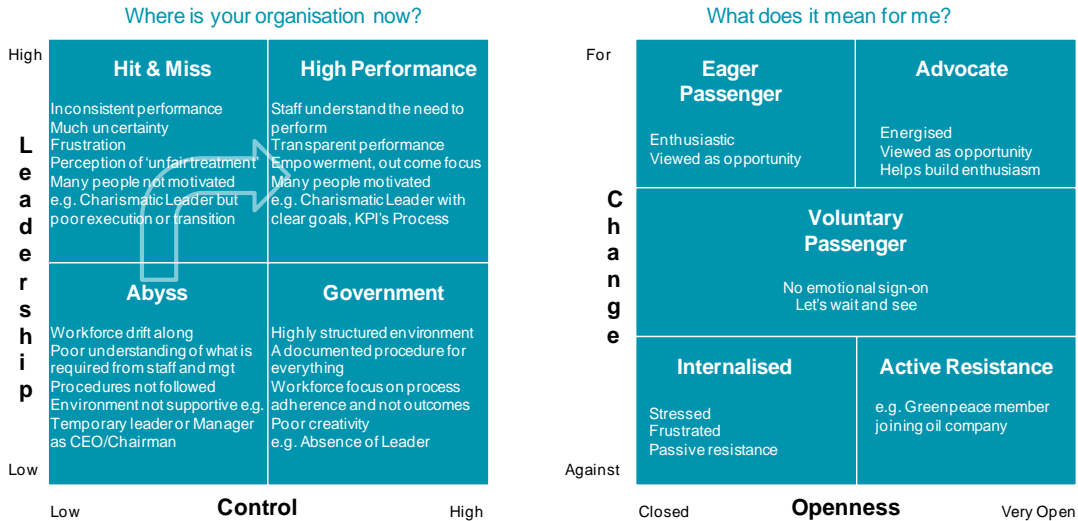 Where is your organisation now?
High
Leadership
Low
Hit & Miss
Inconsistent performance
Much uncertainty
Frustration
Perception of 'unfair treatment'
Many people not motivated
e.g. Charismatic Leader but
poor execution or transition
High Performance
Staff understand the need to
perform
Transparent performance
Empowerment, out come focus
Many people motivated
e.g. Charismatic Leader with
clear goals, KPI's Process
Abyss
Workforce drift along
Poor understanding of what is
required from staff and mgt
Procedures not followed
Environment not supportive e.g.
Temporary leader or Manager
as CEO/Chairman
Government
Highly structured environment
A documented procedure for
everything
Workforce focus on process
adherence and not outcomes
Poor creativity
e.g. Absence of Leader
Low
Control
High
What does it mean for me?
For
Change
Against
Eager
Passenger
Enthusiastic
Viewed as opportunity
Advocate
Energised
Viewed as opportunity
Helps build enthusiasm
Voluntary
Passenger
No emotional sign-on
Let's wait and see
Internalised
Stressed
Frustrated
Passive resistance
Active Resistance
e.g. Greenpeace member
joining oil company
Closed
Openness
Very Open